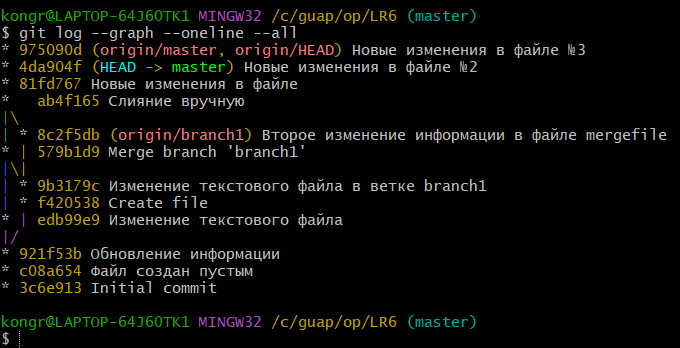 kongr@LAPTOP-64J6OTK1 MINGW32 /c/guap/op/LR6 (master)
$ git log --graph --oneline --all
* 975090d (origin/master, origin/HEAD) Новые изменения в файле №3
* 4da904f (HEAD -> master) Новые изменения в файле №2
* 81fd767 Новые изменения в файле
*   ab4f165 Слияние вручную
|\
| * 8c2f5db (origin/branch1) Второе изменение информации в файле mergefile
* | 579b1d9 Merge branch 'branch1'
|\|
| * 9b3179c Изменение текстового файла в ветке branch1
| * f420538 Create file
* | edb99e9 Изменение текстового файла
|/
* 921f53b Обновление информации
* c08a654 Файл создан пустым
* 3c6e913 Initial commit
kongr@LAPTOP-64J6OTK1 MINGW32 /c/guap/op/LR6 (master)
$